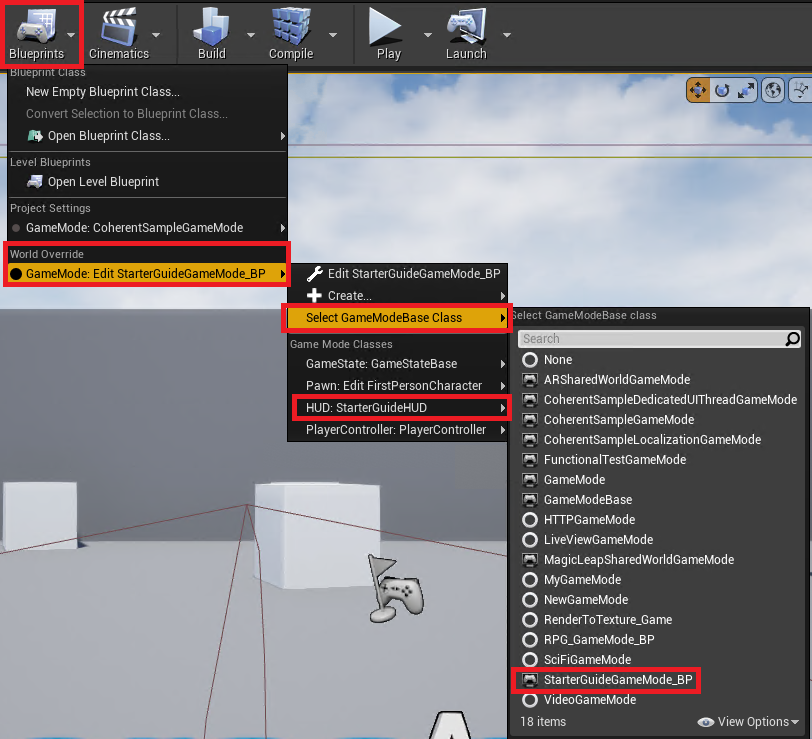 Blueprints
Cinematics
Build
Compile
Play
Launch
Blueprint Class
New Empty Blueprint Class...
Convert Selection to Blueprint Class...
Open Blueprint Class...
Level Blueprints
Open Level Blueprint
Project Settings
GameMode: CoherentSampleGameMode
World Override
GameMode: Edit StarterGuideGameMode_BP
Edit StarterGuideGameMode_BP
Create...
Select GameModeBase Class
Game Mode Classes
GameState: GameStateBase
Pawn: Edit FirstPersonCharacter
HUD: StarterGuideHUD
PlayerController: PlayerController
Select GameModeBase class
Search
None
ARSharedWorldGameMode
CoherentSampleDedicatedUIThreadGameMode
CoherentSampleGameMode
CoherentSampleLocalizationGameMode
FunctionalTestGameMode
GameMode
GameModeBase
HTTPGameMode
LiveViewGameMode
MagicLeapSharedWorldGameMode
MyGameMode
NewGameMode
RenderToTexture_Game
RPG_GameMode_BP
SciFiGameMode
StarterGuideGameMode_BP
VideoGameMode
18 items
View Options